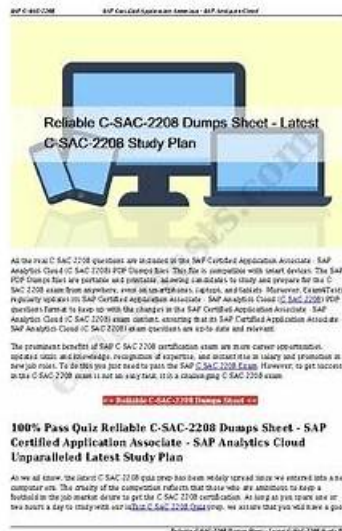 SAP C-SAC-2208
SAP Certified Application Associate - SAP Analytics Cloud
Reliable C-SAC-2208 Dumps Sheet - Latest
C-SAC-2208 Study Plan
All the real C-SAC-2208 questions are included in the SAP Certified Application Associate - SAP
Analytics Cloud (C-SAC-2208) PDF Dumps files. This file is compatible with smart devices. The SAP
PDF Dumps files are portable and printable, allowing candidates to study and prepare for the C-
SAC-2208 exam from anywhere, even on smartphones, laptops, and tablets. Moreover,
regularly updates its SAP Certified Application Associate - SAP Analytics Cloud (C-SAC-2208) PDF
questions format to keep up with the changes in the SAP Certified Application Associate - SAP
Analytics Cloud (C-SAC-2208) exam content, ensuring that its SAP Certified Application Associate -
SAP Analytics Cloud (C-SAC-2208) exam questions are up-to-date and relevant.
The prominent benefits of SAP C-SAC-2208 certification exam are more career opportunities,
updated skills and knowledge, recognition of expertise, and instant rise in salary and promotion in
new job roles. To do this you just need to pass the SAP C-SAC-2208 Exam. However, to get success
in the C-SAC-2208 exam is not an easy task, it is a challenging C-SAC-2208 exam.
>> Reliable C-SAC-2208 Dumps Sheet <<
100% Pass Quiz Reliable C-SAC-2208 Dumps Sheet - SAP
Certified Application Associate - SAP Analytics Cloud
Unparalleled Latest Study Plan
As we all know, the latest C-SAC-2208 quiz prep has been widely spread since we entered into a new
computer era. The cruelty of the competition reflects that those who are ambitious to keep a
foothold in the job market desire to get the C-SAC-2208 certification. As long as you spare one or
two hours a day to study with our Test C-SAC-2208 Quiz prep, we assure that you will have a good